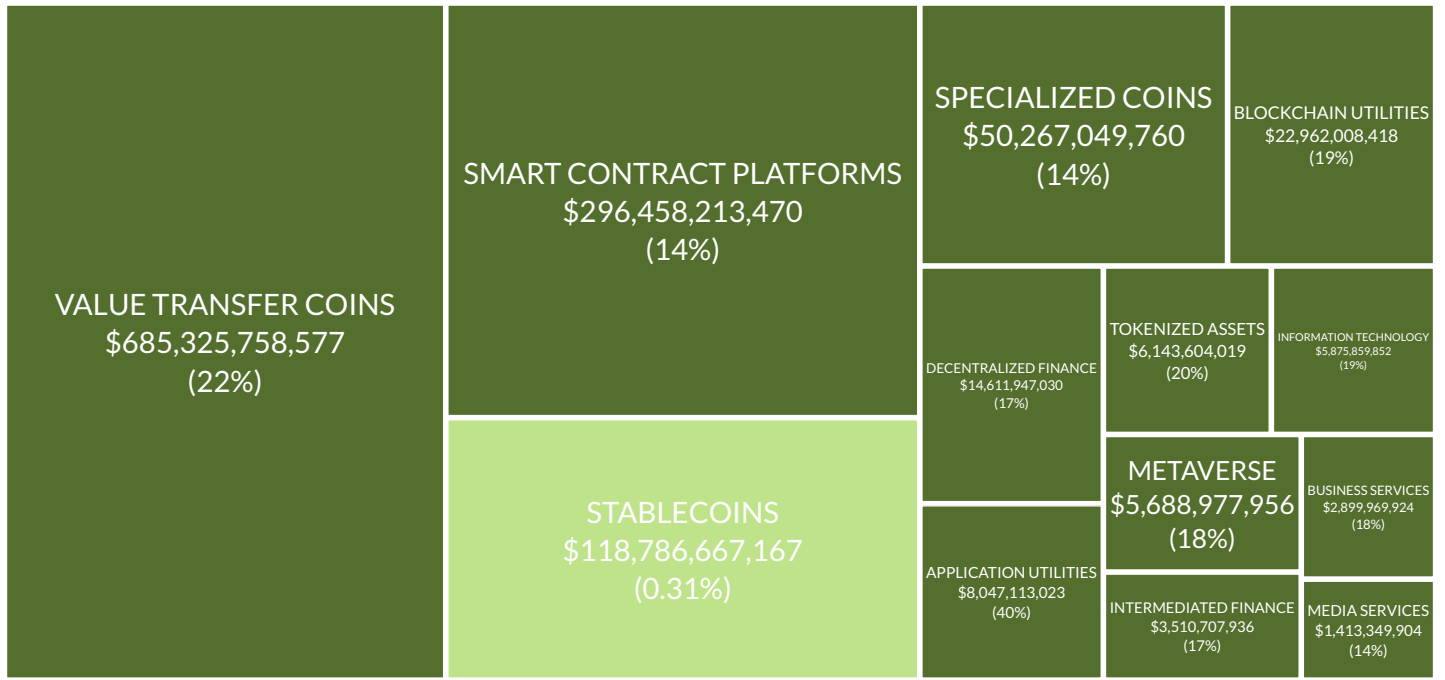 VALUE TRANSFER COINS
$685,325,758,577
(22%)
SMART CONTRACT PLATFORMS
$296,458,213,470
(14%)
STABLECOINS
$118,786,667,167
(0.31%)
SPECIALIZED COINS
$50,267,049,760
(14%)
BLOCKCHAIN UTILITIES
$22,962,008,418
(19%)
DECENTRALIZED FINANCE
$14,611,947,030
(17%)
APPLICATION UTILITIES
$8,047,113,023
(40%)
TOKENIZED ASSETS
$6,143,604,019
(20%)
INFORMATION TECHNOLOGY
$5,875,859,852
(19%)
METAVERSE
$5,688,977,956
(18%)
INTERMEDIATED FINANCE
$3,510,707,936
(17%)
BUSINESS SERVICES
$2,899,969,924
(18%)
MEDIA SERVICES
$1,413,349,904
(14%)